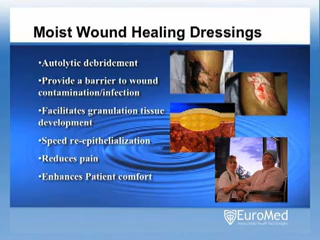 Moist Wound Healing Dressings
•Autolytic debridement
•Provide a barrier to wound
contamination/infection
•Facilitates granulation tissue
development
•Speed re-epithelialization
•Reduces pain
•Enhances Patient comfort
EuroMed